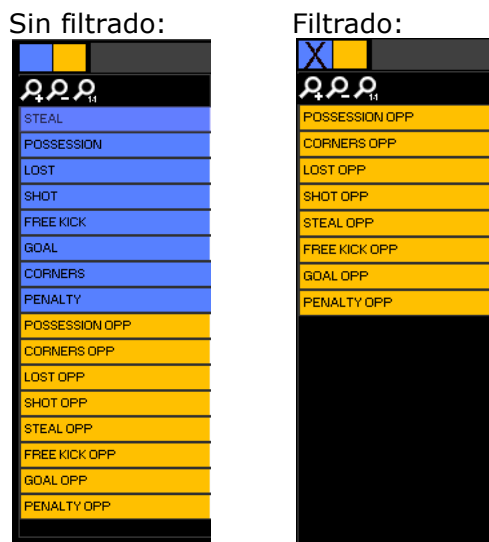 Sin filtrado:
STEAL
POSSESSION
LOST
SHOT
FREE KICK
GOAL
CORNERS
PENALTY
POSSESSION OPP
CORNERS OPP
LOST OPP
SHOT OPP
STEAL OPP
FREE KICK OPP
GOAL OPP
PENALTY OPP
Filtrado:
X
1:1
POSSESSION OPP
CORNERS OPP
LOST OPP
SHOT OPP
STEAL OPP
FREE KICK OPP
GOAL OPP
PENALTY OPP